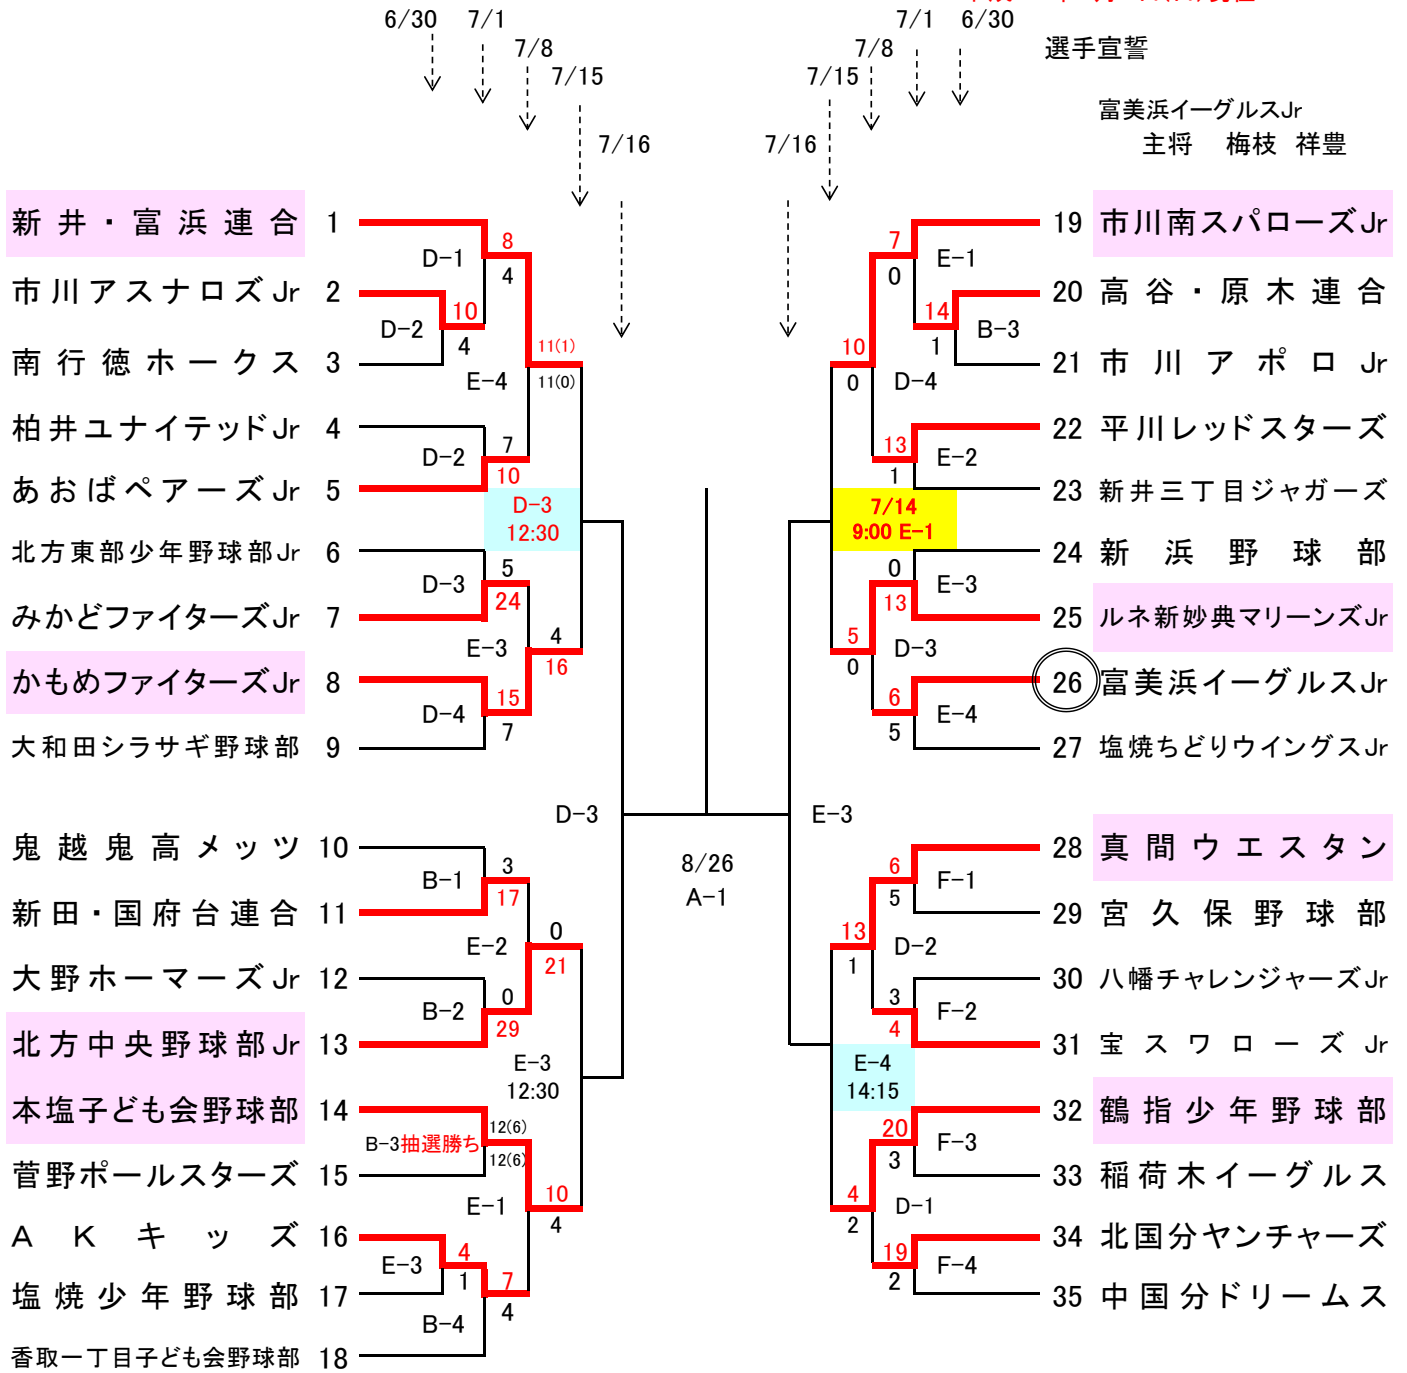 6/30
7/1
7/8
7/15
7/16
7/1
6/30
7/8
7/15
7/16
選手宣誓
富美浜イーグルスJr
主将 梅枝 祥豊
新井・富浜連合 1
市川アスナロズJr 2
南行徳ホークス 3
柏井ユナイテッドJr 4
あおばペアーズJr 5
北方東部少年野球部Jr 6
みかどファイターズJr 7
かもめファイターズJr 8
大和田シラサギ野球部 9
鬼越鬼高メッツ 10
新田・国府台連合 11
大野ホーマーズJr 12
北方中央野球部Jr 13
本塩子ども会野球部 14
菅野ポールスターズ 15
AKキッズ 16
塩焼少年野球部 17
香取一丁目子ども会野球部 18
D-1
8
4
D-2
10
4
11(1)
11(0)
E-4
D-2
7
10
D-3
12:30
D-3
5
24
E-3
4
16
D-4
15
7
D-3
B-1
3
17
E-2
0
21
B-2
0
29
E-3
12:30
B-3抽選勝ち
12(6)
12(6)
E-1
10
4
E-3
4
1
7
4
B-4
8/26
A-1
19 市川南スパローズJr
20 高谷・原木連合
21 市川アポロJr
22 平川レッドスターズ
23 新井三丁目ジャガーズ
24 新浜野球部
25 ルネ新妙典マリーンズJr
26 富美浜イーグルスJr
27 塩焼ちどりウイングスJr
28 真間ウエスタン
29 宮久保野球部
30 八幡チャレンジャーズJr
31 宝スワローズJr
32 鶴指少年野球部
33 稲荷木イーグルス
34 北国分ヤンチャーズ
35 中国分ドリームス
7
0
E-1
14
1
B-3
10
0
D-4
13
1
E-2
7/14
9:00 E-1
0
13
E-3
5
0
D-3
6
5
E-4
E-3
6
5
F-1
13
1
D-2
3
4
F-2
E-4
14:15
20
3
F-3
4
2
D-1
19
2
F-4